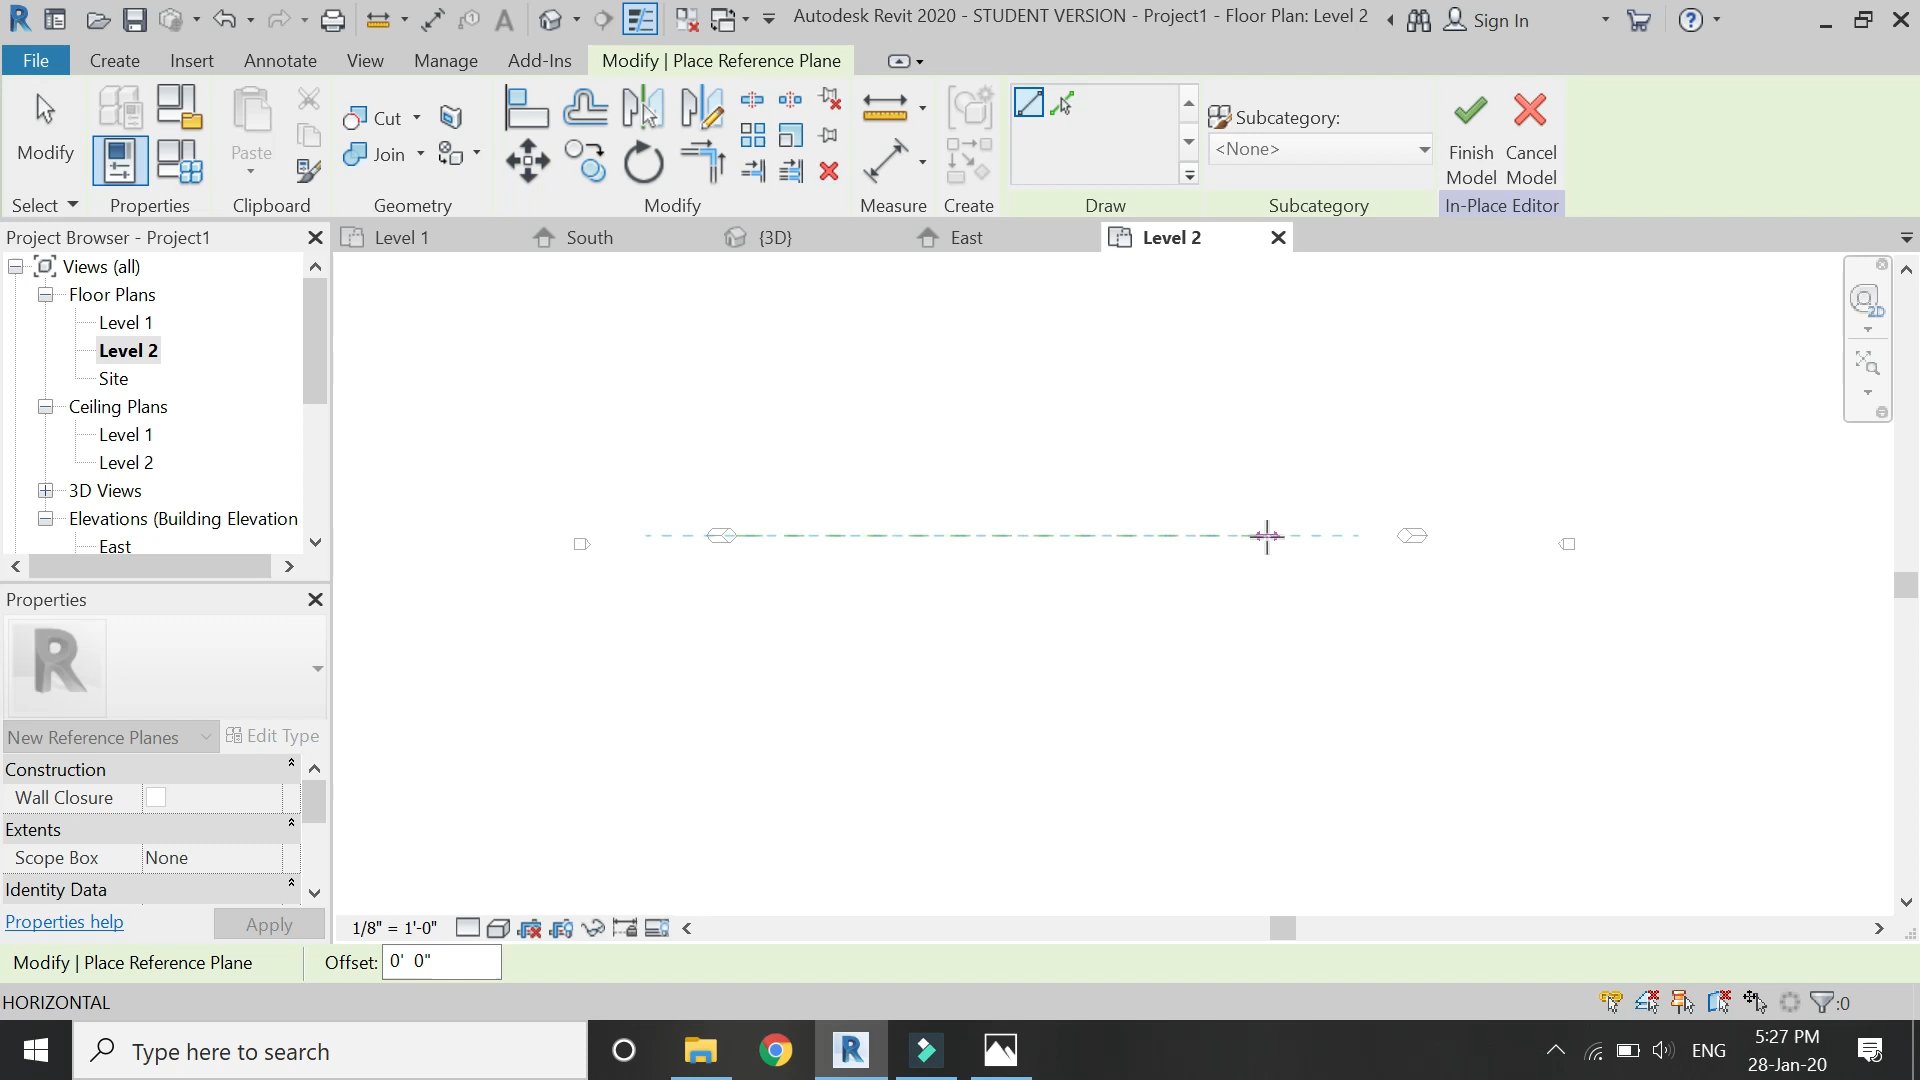 Autodesk Revit 2020 - STUDENT VERSION - Project1 - Floor Plan: Level 2
Sign In
File
Create
Insert
Annotate
View
Manage
Add-Ins
Modify | Place Reference Plane
Modify
Paste
Cut
Join
Subcategory:
<None>
Finish Model
Cancel Model
Select
Properties
Clipboard
Geometry
Modify
Measure
Create
Draw
Subcategory
In-Place Editor
Project Browser - Project1
Level 1
South
{3D}
East
Level 2
Views (all)
Floor Plans
Level 1
Level 2
Site
Ceiling Plans
Level 1
Level 2
3D Views
Elevations (Building Elevation
East
2D
Properties
R
New Reference Planes
Edit Type
Construction
Wall Closure
Extents
Scope Box
None
Identity Data
Properties help
Apply
1/8" = 1'-0"
Modify | Place Reference Plane
Offset:
0' 0"
HORIZONTAL
:0
Type here to search
ENG
5:27 PM
28-Jan-20